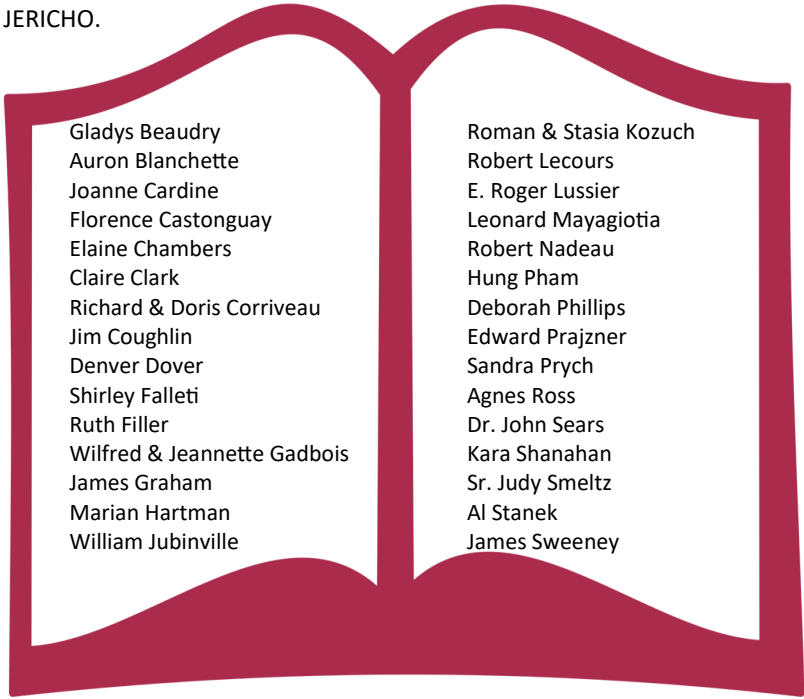 JERICHO.
Gladys Beaudry
Auron Blanchette
Joanne Cardine
Florence Castonguay
Elaine Chambers
Claire Clark
Richard & Doris Corriveau
Jim Coughlin
Denver Dover
Shirley Falleti
Ruth Filler
Wilfred & Jeannette Gadbois
James Graham
Marian Hartman
William Jubinville
Roman & Stasia Kozuch
Robert Lecours
E. Roger Lussier
Leonard Mayagiotia
Robert Nadeau
Hung Pham
Deborah Phillips
Edward Prajzner
Sandra Prych
Agnes Ross
Dr. John Sears
Kara Shanahan
Sr. Judy Smeltz
Al Stanek
James Sweeney